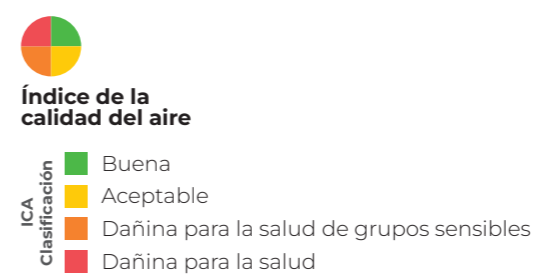 Índice de la
calidad del aire
ICA
Clasificación
Buena
Aceptable
Dañina para la salud de grupos sensibles
Dañina para la salud